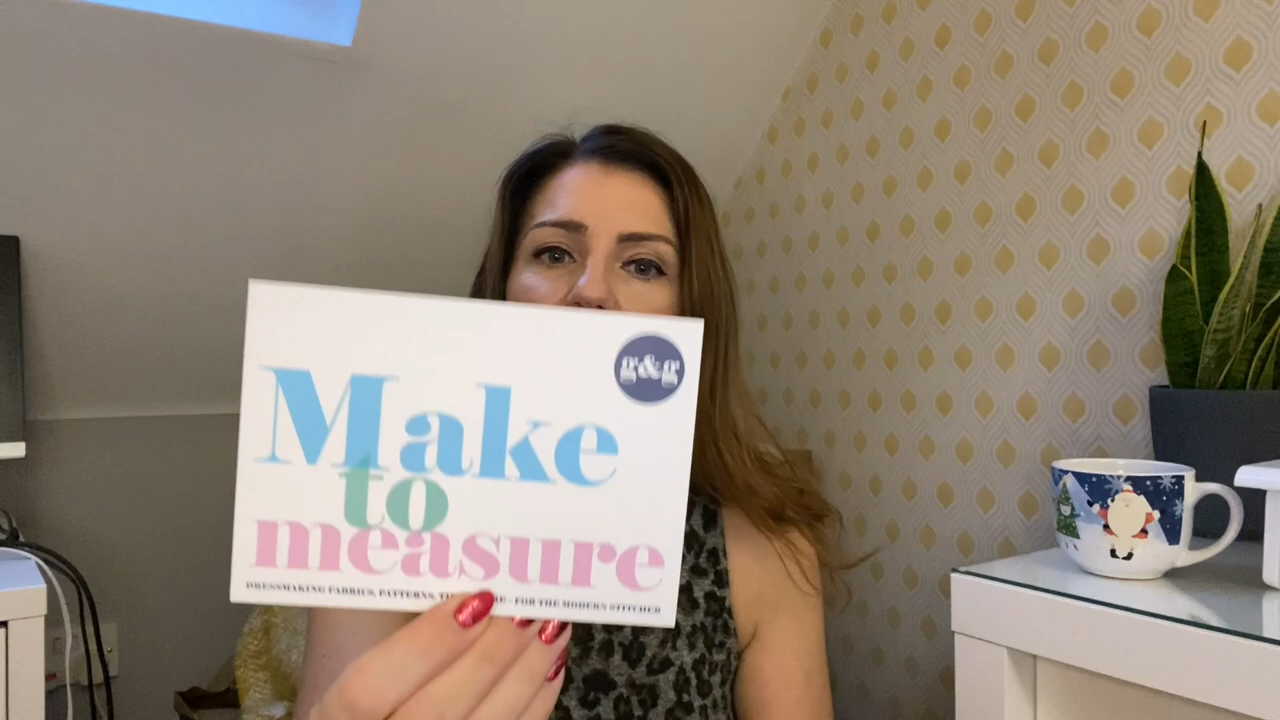 g&g
Make
to
measure
DRESSMAKING FABRICS, PATTERNS, - FOR THE MODERN STITCHER